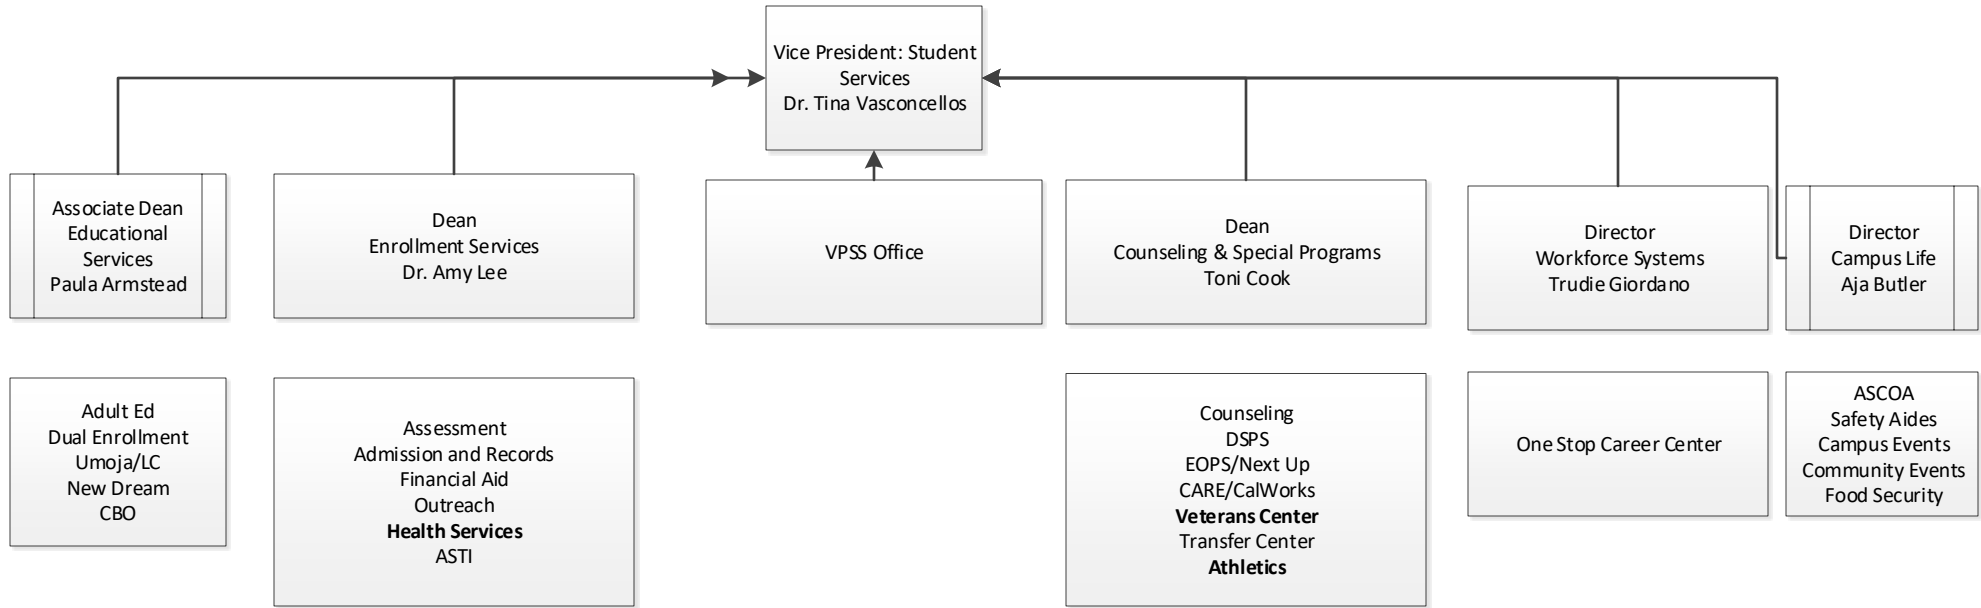 Vice President: Student
Services
Dr. Tina Vasconcellos
Associate Dean
Educational
Services
Paula Armstead
Dean
Enrollment Services
Dr. Amy Lee
VPSS Office
Dean
Counseling & Special Programs
Toni Cook
Director
Workforce Systems
Trudie Giordano
Director
Campus Life
Aja Butler
Adult Ed
Dual Enrollment
Umoja/LC
New Dream
CBO
Assessment
Admission and Records
Financial Aid
Outreach
Health Services
ASTI
Counseling
DSPS
EOPS/Next Up
CARE/CalWorks
Veterans Center
Transfer Center
Athletics
One Stop Career Center
ASCOA
Safety Aides
Campus Events
Community Events
Food Security